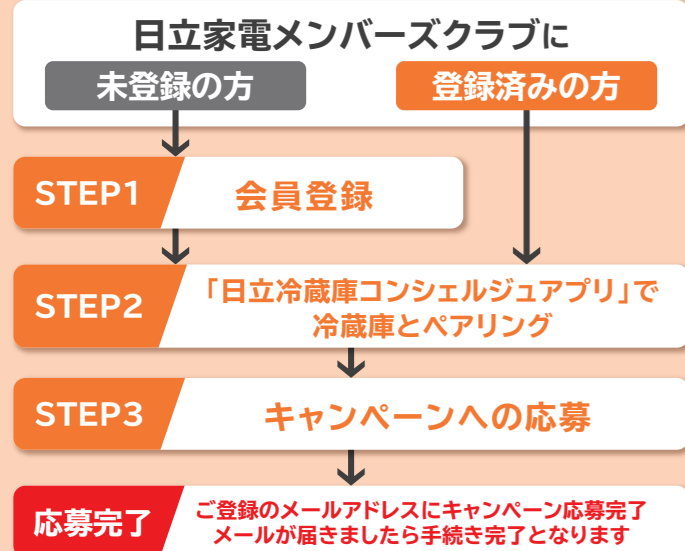 日立家電メンバーズクラブに
未登録の方
登録済みの方
STEP1
会員登録
STEP2
「日立冷蔵庫コンシェルジュアプリ」で
冷蔵庫とペアリング
STEP3
キャンペーンへの応募
応募完了
ご登録のメールアドレスにキャンペーン応募完了
メールが届きましたら手続き完了となります